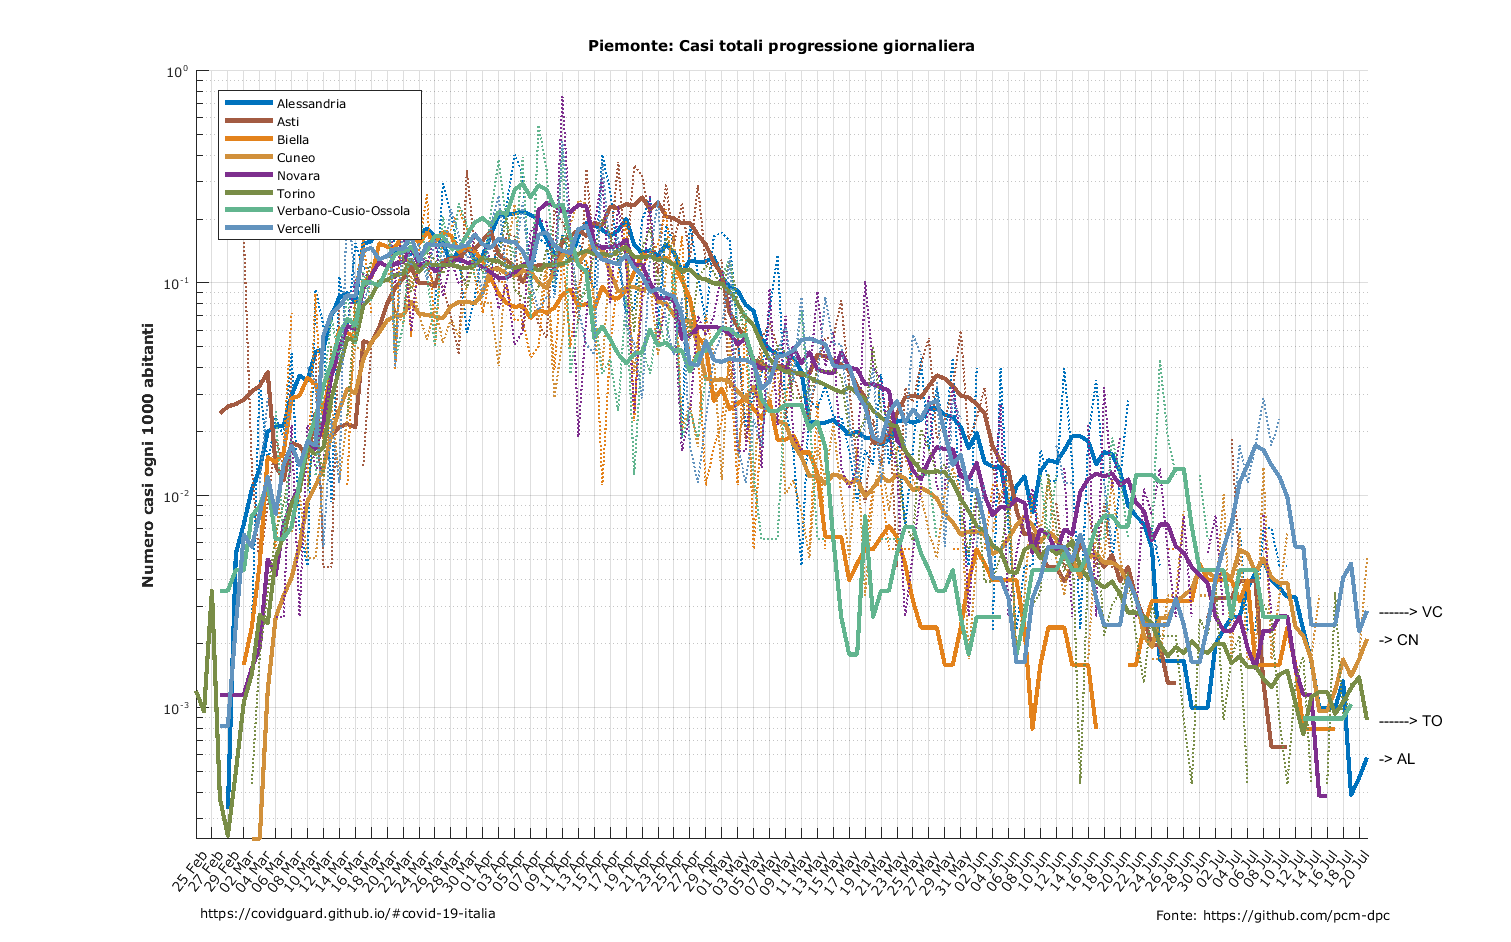 Piemonte: Casi totali progressione giornaliera
10⁰
10⁻¹
10⁻²
10⁻³
Numero casi ogni 1000 abitanti
Alessandria
Asti
Biella
Cuneo
Novara
Torino
Verbano-Cusio-Ossola
Vercelli
------> VC
-> CN
------> TO
-> AL
25 Feb
27 Feb
29 Feb
02 Mar
04 Mar
06 Mar
08 Mar
10 Mar
12 Mar
14 Mar
16 Mar
18 Mar
20 Mar
22 Mar
24 Mar
26 Mar
28 Mar
30 Mar
01 Apr
03 Apr
05 Apr
07 Apr
09 Apr
11 Apr
13 Apr
15 Apr
17 Apr
19 Apr
21 Apr
23 Apr
25 Apr
27 Apr
29 Apr
01 May
03 May
05 May
07 May
09 May
11 May
13 May
15 May
17 May
19 May
21 May
23 May
25 May
27 May
29 May
31 May
02 Jun
04 Jun
06 Jun
08 Jun
10 Jun
12 Jun
14 Jun
16 Jun
18 Jun
20 Jun
22 Jun
24 Jun
26 Jun
28 Jun
30 Jun
02 Jul
04 Jul
06 Jul
08 Jul
10 Jul
12 Jul
14 Jul
16 Jul
18 Jul
20 Jul
https://covidguard.github.io/#covid-19-italia
Fonte: https://github.com/pcm-dpc